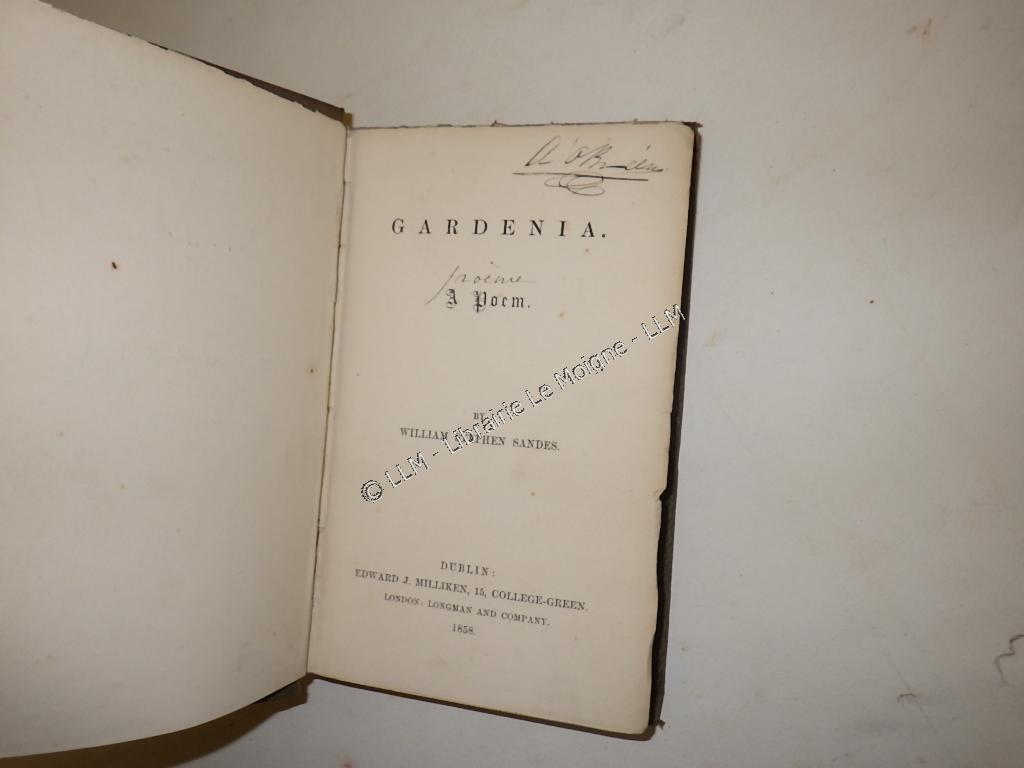 A O'Brien
GARDENIA.
poème
A Poem.
BY
WILLIAM STEPHEN SANDES.
© LLM - Librairie Le Moigne - LLM
DUBLIN:
EDWARD J. MILLIKEN, 15, COLLEGE-GREEN.
LONDON: LONGMAN AND COMPANY.
1858.